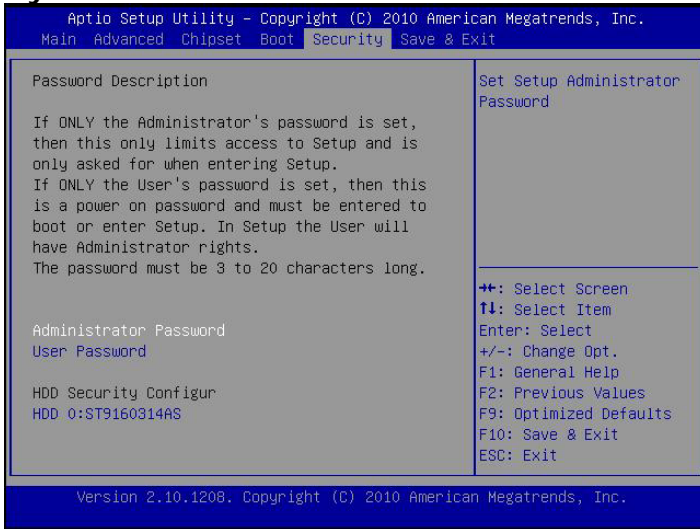 Aptio Setup Utility – Copyright (C) 2010 American Megatrends, Inc.
Main Advanced Chipset Boot Security Save & Exit
Password Description
If ONLY the Administrator's password is set,
then this only limits access to Setup and is
only asked for when entering Setup.
If ONLY the User's password is set, then this
is a power on password and must be entered to
boot or enter Setup. In Setup the User will
have Administrator rights.
The password must be 3 to 20 characters long.
Administrator Password
User Password
HDD Security Configur
HDD 0:ST9160314AS
Set Setup Administrator
Password
→←: Select Screen
↑↓: Select Item
Enter: Select
+/-: Change Opt.
F1: General Help
F2: Previous Values
F9: Optimized Defaults
F10: Save & Exit
ESC: Exit
Version 2.10.1208. Copyright (C) 2010 American Megatrends, Inc.